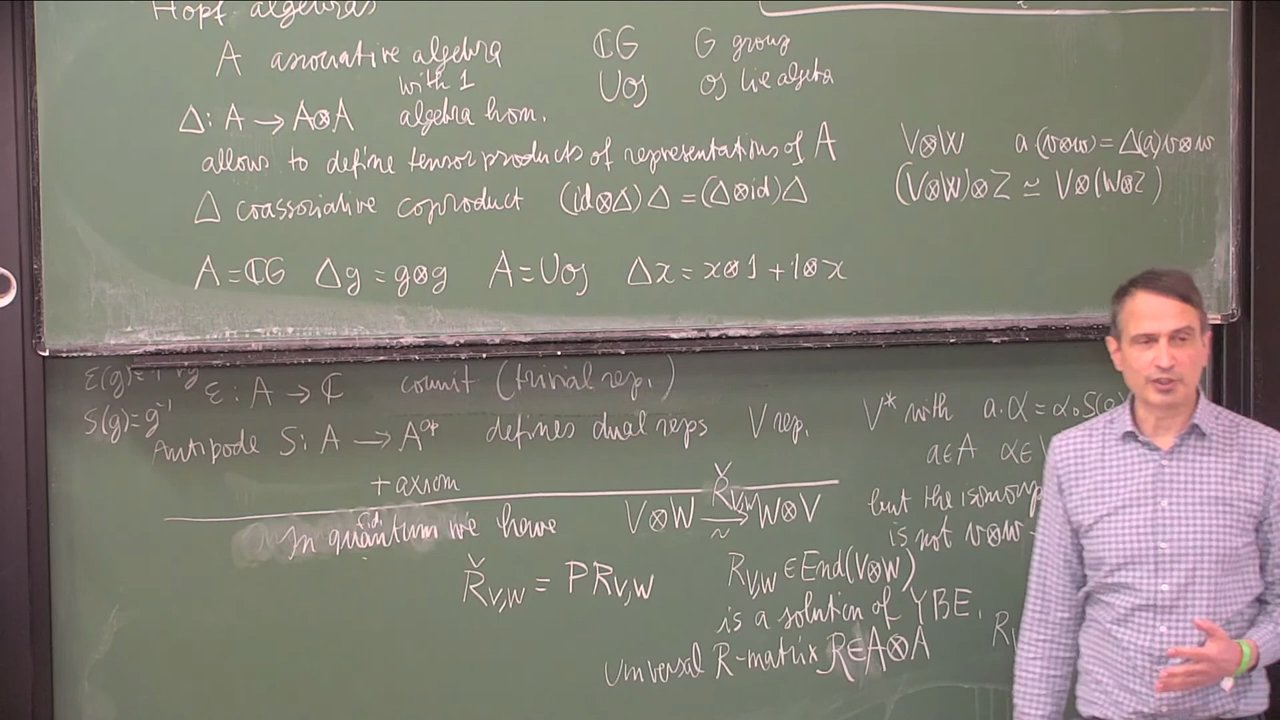 Hopf algebras
A associative algebra with 1
ℂG G group
U𝔤 𝔤 Lie algebra
Δ: A → A⊗A algebra hom.
allows to define tensor products of representations of A
V⊗W a(v⊗w) = Δ(a)v⊗w
Δ coassociative coproduct (id⊗Δ)Δ = (Δ⊗id)Δ
(V⊗W)⊗Z ≃ V⊗(W⊗Z)
A = ℂG Δg = g⊗g A = U𝔤 Δx = x⊗1 + 1⊗x
ε: A → ℂ counit (trivial rep.)
S(g) = g⁻¹
Antipode S: A → A^op defines dual reps V rep.
V* with a.α = α∘S(a)
a∈A α∈
+ axiom
In quantum we have V⊗W →~ W⊗V
Ř_{V,W}
but the isomorp
is not v⊗w
Ř_{V,W} = P R_{V,W}
R_{V,W} ∈ End(V⊗W)
is a solution of YBE.
Universal R-matrix R∈A⊗A